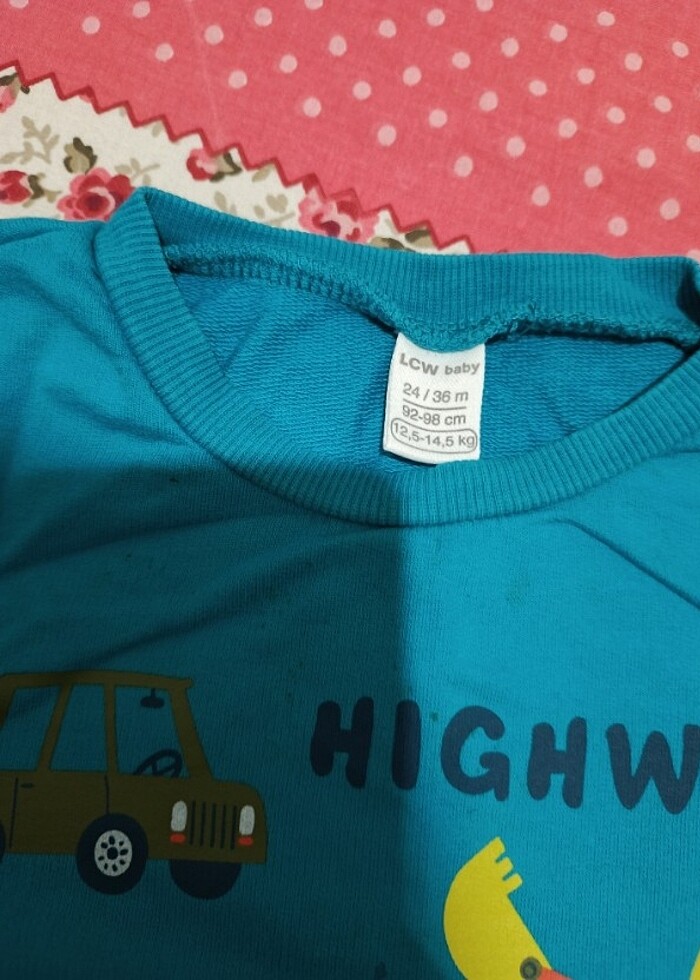 LCW baby
24 / 36 m
92-98 cm
12,5-14,5 kg
HIGHW